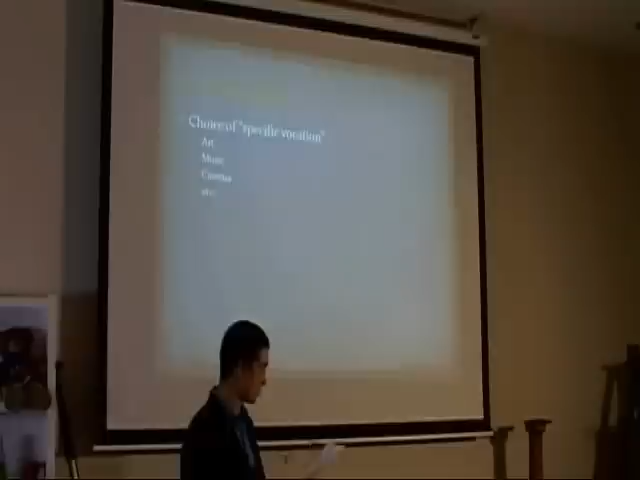 Choice of "specific vocation"
Art
Music
Cinema
etc.